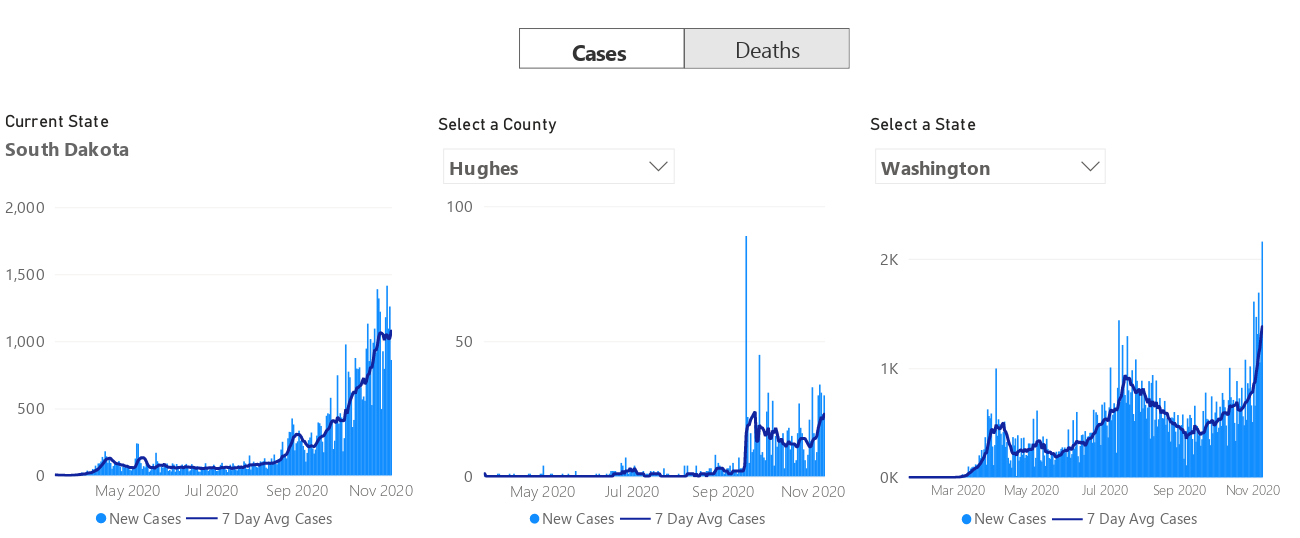 Cases Deaths
Current State
South Dakota
2,000
1,500
1,000
500
0
May 2020 Jul 2020 Sep 2020 Nov 2020
New Cases 7 Day Avg Cases
Select a County
Hughes
100
50
0
May 2020 Jul 2020 Sep 2020 Nov 2020
New Cases 7 Day Avg Cases
Select a State
Washington
2K
1K
0K
Mar 2020 May 2020 Jul 2020 Sep 2020 Nov 2020
New Cases 7 Day Avg Cases